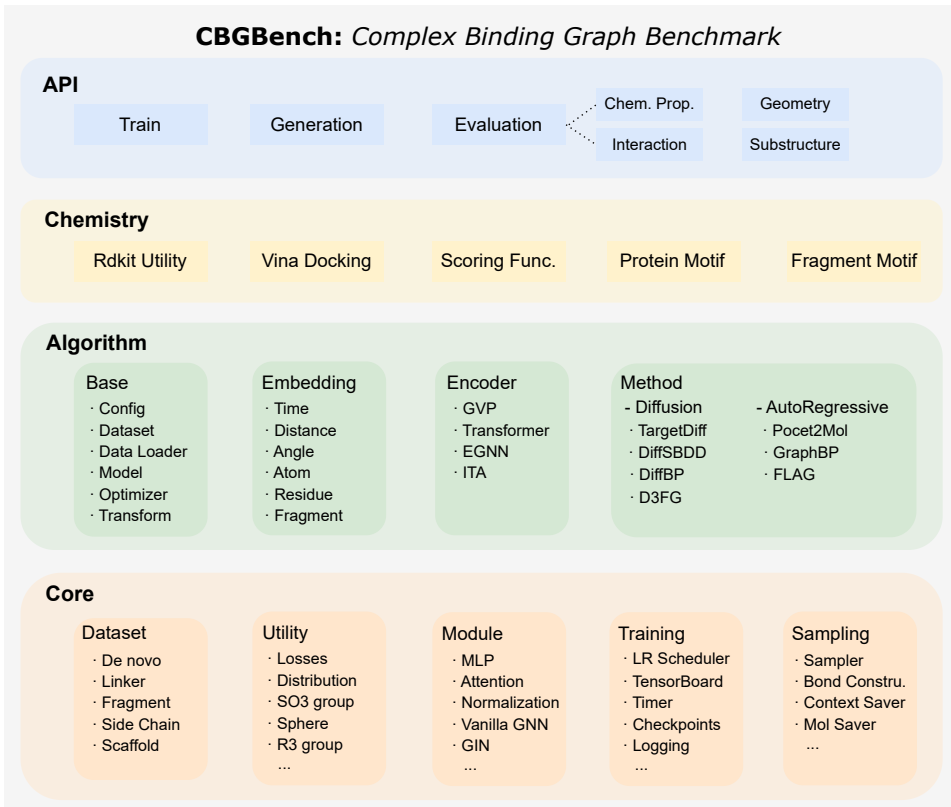 CBGBench: Complex Binding Graph Benchmark
API
Train
Generation
Evaluation
Chem. Prop.
Geometry
Interaction
Substructure
Chemistry
Rdkit Utility
Vina Docking
Scoring Func.
Protein Motif
Fragment Motif
Algorithm
Base
· Config
· Dataset
· Data Loader
· Model
· Optimizer
· Transform
Embedding
· Time
· Distance
· Angle
· Atom
· Residue
· Fragment
Encoder
· GVP
· Transformer
· EGNN
· ITA
Method
- Diffusion
· TargetDiff
· DiffSBDD
· DiffBP
· D3FG
- AutoRegressive
· Pocet2Mol
· GraphBP
· FLAG
Core
Dataset
· De novo
· Linker
· Fragment
· Side Chain
· Scaffold
Utility
· Losses
· Distribution
· SO3 group
· Sphere
· R3 group
...
Module
· MLP
· Attention
· Normalization
· Vanilla GNN
· GIN
...
Training
· LR Scheduler
· TensorBoard
· Timer
· Checkpoints
· Logging
...
Sampling
· Sampler
· Bond Constru.
· Context Saver
· Mol Saver
...